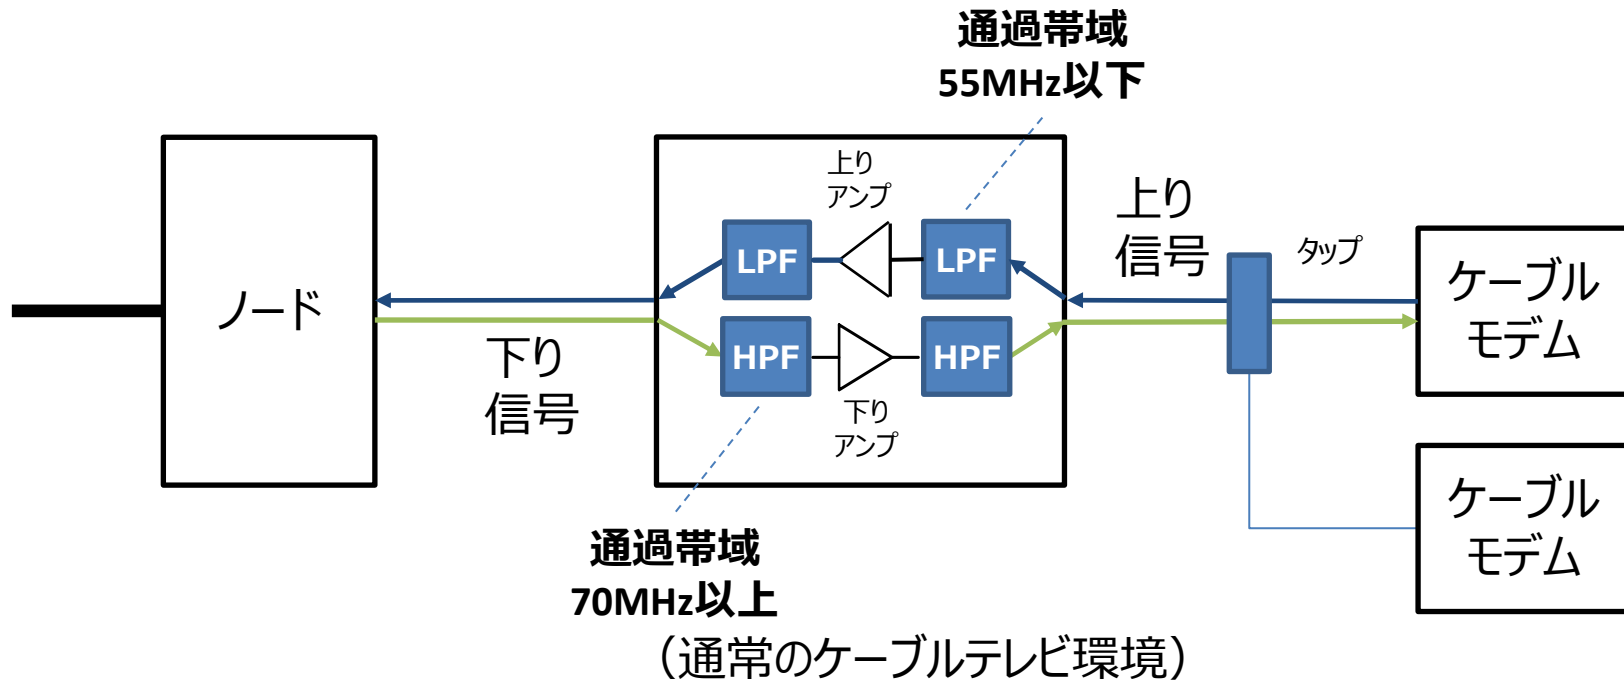 通過帯域
55MHz以下
上り
アンプ
LPF
LPF
上り
信号
タップ
ケーブル
モデム
ノード
HPF
HPF
下り
信号
下り
アンプ
ケーブル
モデム
通過帯域
70MHz以上
（通常のケーブルテレビ環境）